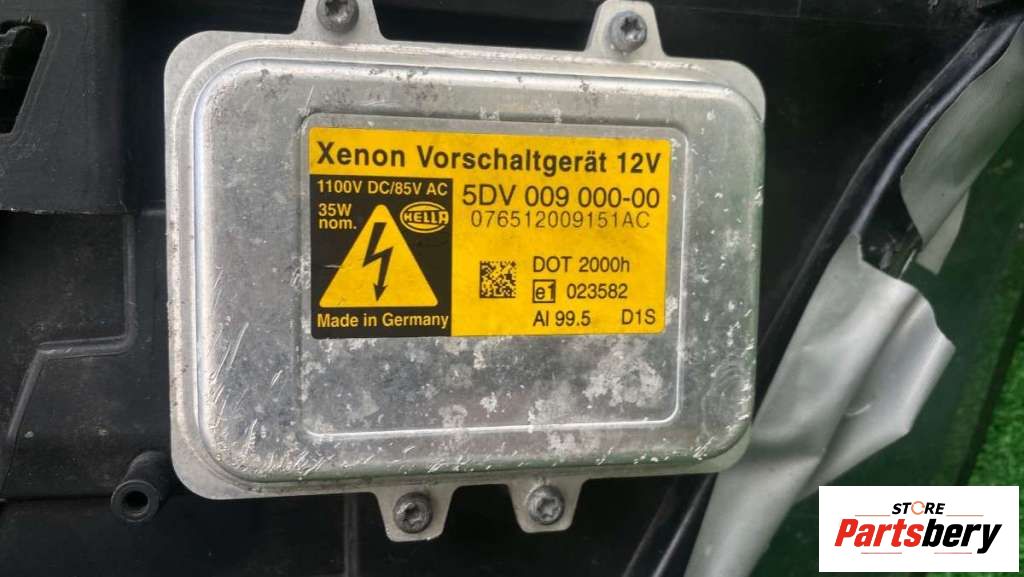 Xenon Vorschaltgerät 12V
1100V DC/85V AC
35W
nom.
HELLA
Made in Germany
5DV 009 000-00
076512009151AC
DOT 2000h
e1 023582
Al 99.5 D1S
STORE
Partsbery